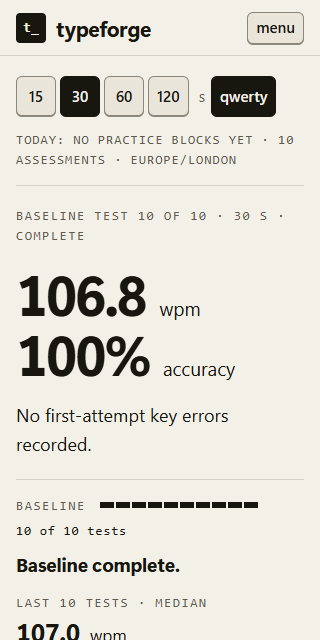 t_ typeforge menu
15 30 60 120 s qwerty
TODAY: NO PRACTICE BLOCKS YET · 10
ASSESSMENTS · EUROPE/LONDON
BASELINE TEST 10 OF 10 · 30 S ·
COMPLETE
106.8 wpm
100% accuracy
No first-attempt key errors
recorded.
BASELINE
10 of 10 tests
Baseline complete.
LAST 10 TESTS · MEDIAN
107.0 wpm